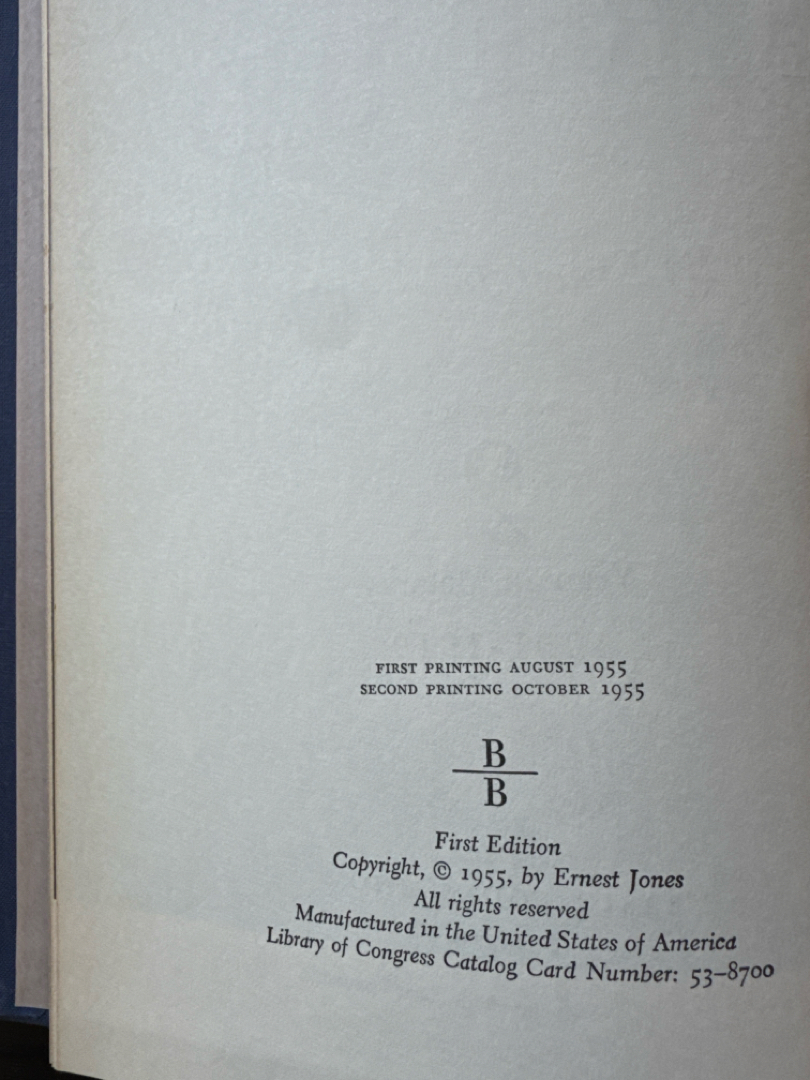 FIRST PRINTING AUGUST 1955
SECOND PRINTING OCTOBER 1955
B
B
First Edition
Copyright, © 1955, by Ernest Jones
All rights reserved
Manufactured in the United States of America
Library of Congress Catalog Card Number: 53–8700